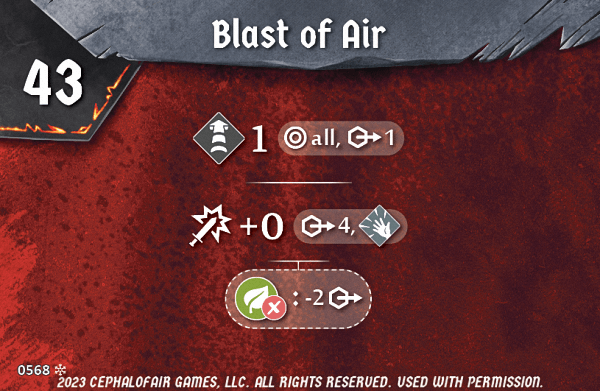 Blast of Air
43
1 all, 1
+0 4,
: -2
0568
2023 CEPHALOFAIR GAMES, LLC. ALL RIGHTS RESERVED. USED WITH PERMISSION.